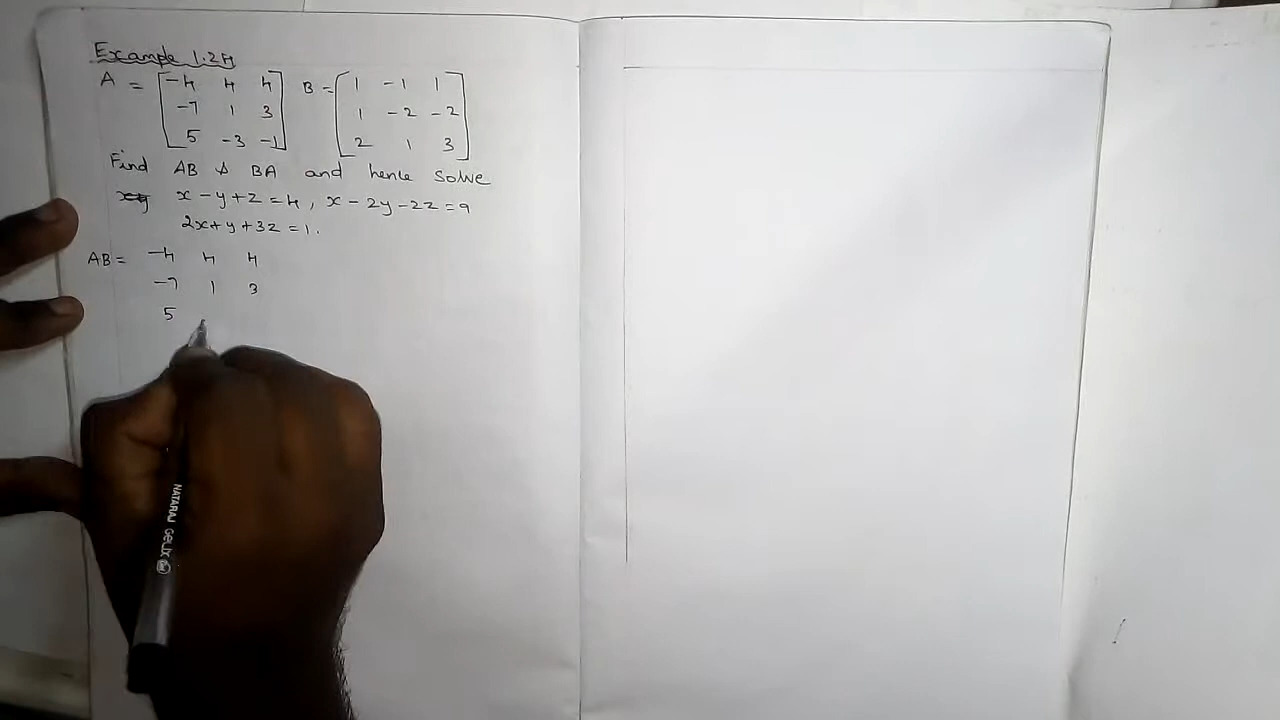 Example 1.24
A = [-4 4 4 B = [1 -1 1
-7 1 3 1 -2 -2
5 -3 -1] 2 1 3]
Find AB & BA and hence solve
x - y + z = 4, x - 2y - 2z = 9
2x + y + 3z = 1.
AB = -4 4 4
-7 1 3
5
NATARAJ GELIX